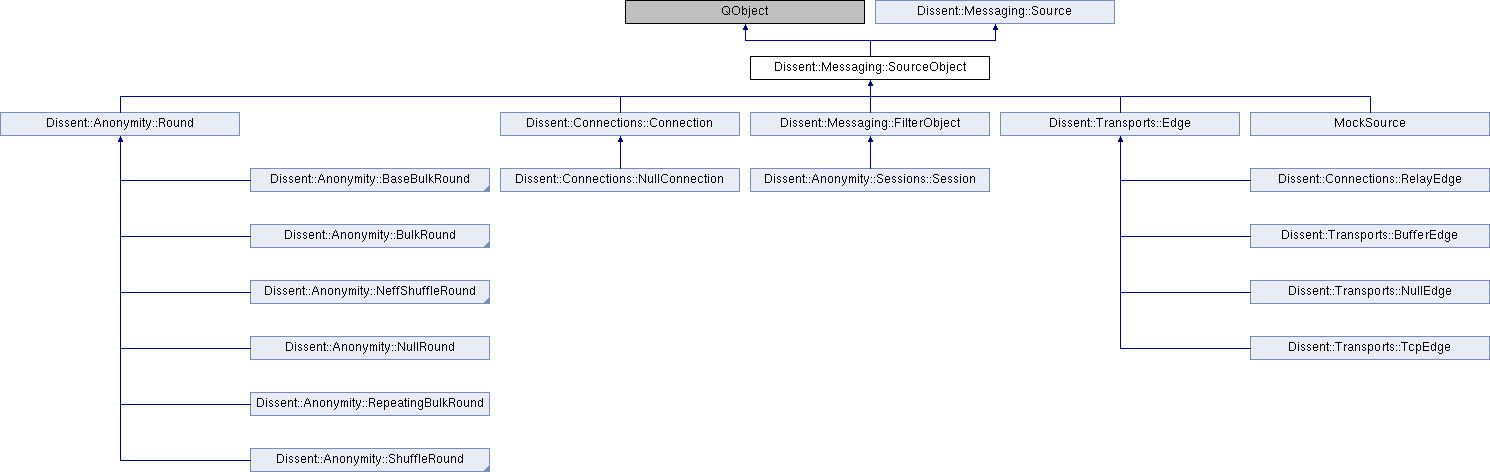 QObject
Dissent::Messaging::Source
Dissent::Messaging::SourceObject
Dissent::Anonymity::Round
Dissent::Connections::Connection
Dissent::Messaging::FilterObject
Dissent::Transports::Edge
MockSource
Dissent::Anonymity::BaseBulkRound
Dissent::Connections::NullConnection
Dissent::Anonymity::Sessions::Session
Dissent::Connections::RelayEdge
Dissent::Anonymity::BulkRound
Dissent::Transports::BufferEdge
Dissent::Anonymity::NeffShuffleRound
Dissent::Transports::NullEdge
Dissent::Anonymity::NullRound
Dissent::Transports::TcpEdge
Dissent::Anonymity::RepeatingBulkRound
Dissent::Anonymity::ShuffleRound